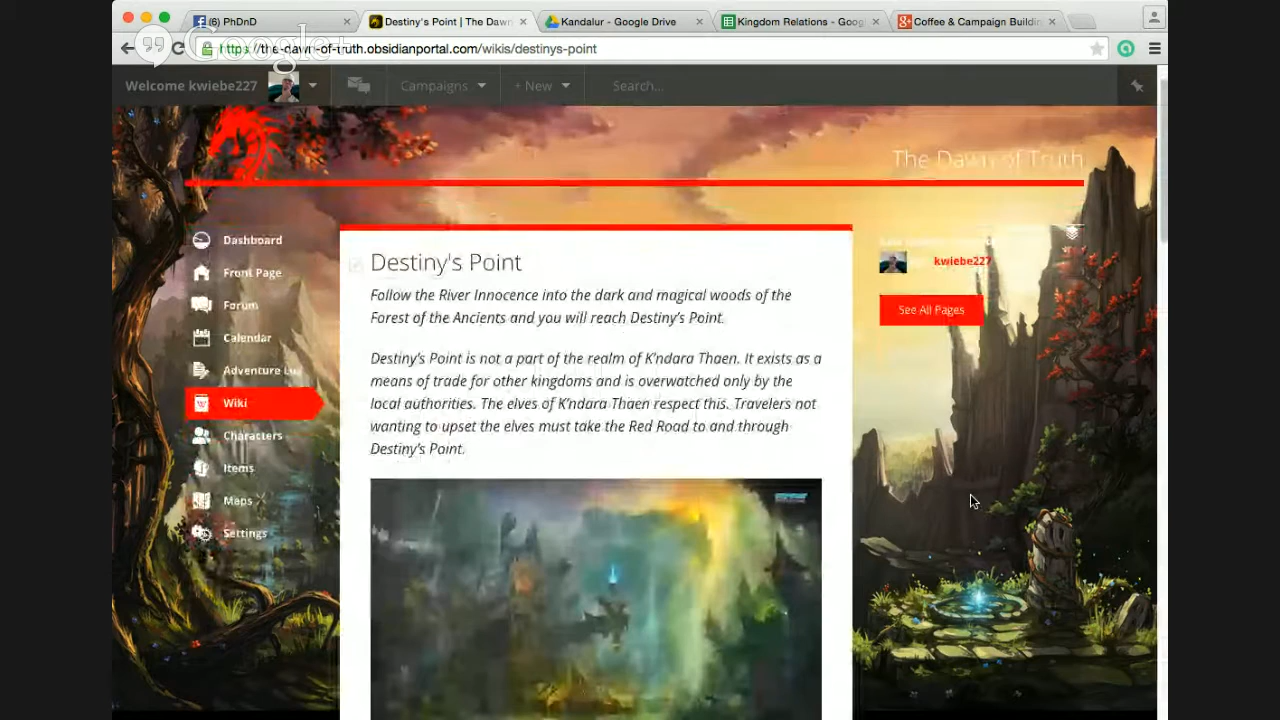 (6) PhDnD
Destiny's Point | The Dawn
Kandalur - Google Drive
Kingdom Relations - Goog
Coffee & Campaign Buildin
Google+
https://the-dawn-of-truth.obsidianportal.com/wikis/destinys-point
Welcome kwiebe227
Campaigns
+ New
Search...
The Dawn of Truth
Dashboard
Front Page
Forum
Calendar
Adventure
Wiki
Characters
Items
Maps
Settings
Destiny's Point
Follow the River Innocence into the dark and magical woods of the
Forest of the Ancients and you will reach Destiny's Point.
Destiny's Point is not a part of the realm of K'ndara Thaen. It exists as a
means of trade for other kingdoms and is overwatched only by the
local authorities. The elves of K'ndara Thaen respect this. Travelers not
wanting to upset the elves must take the Red Road to and through
Destiny's Point.
kwiebe227
See All Pages